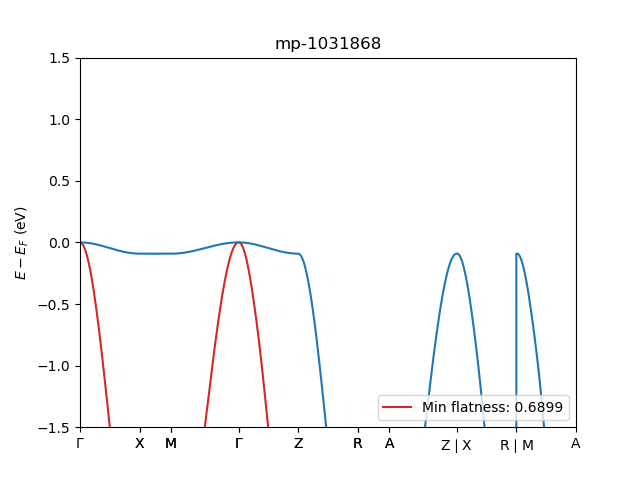 mp-1031868
E − E_F (eV)
1.5
1.0
0.5
0.0
−0.5
−1.0
−1.5
Min flatness: 0.6899
Γ X M Γ Z R A Z | X R | M A